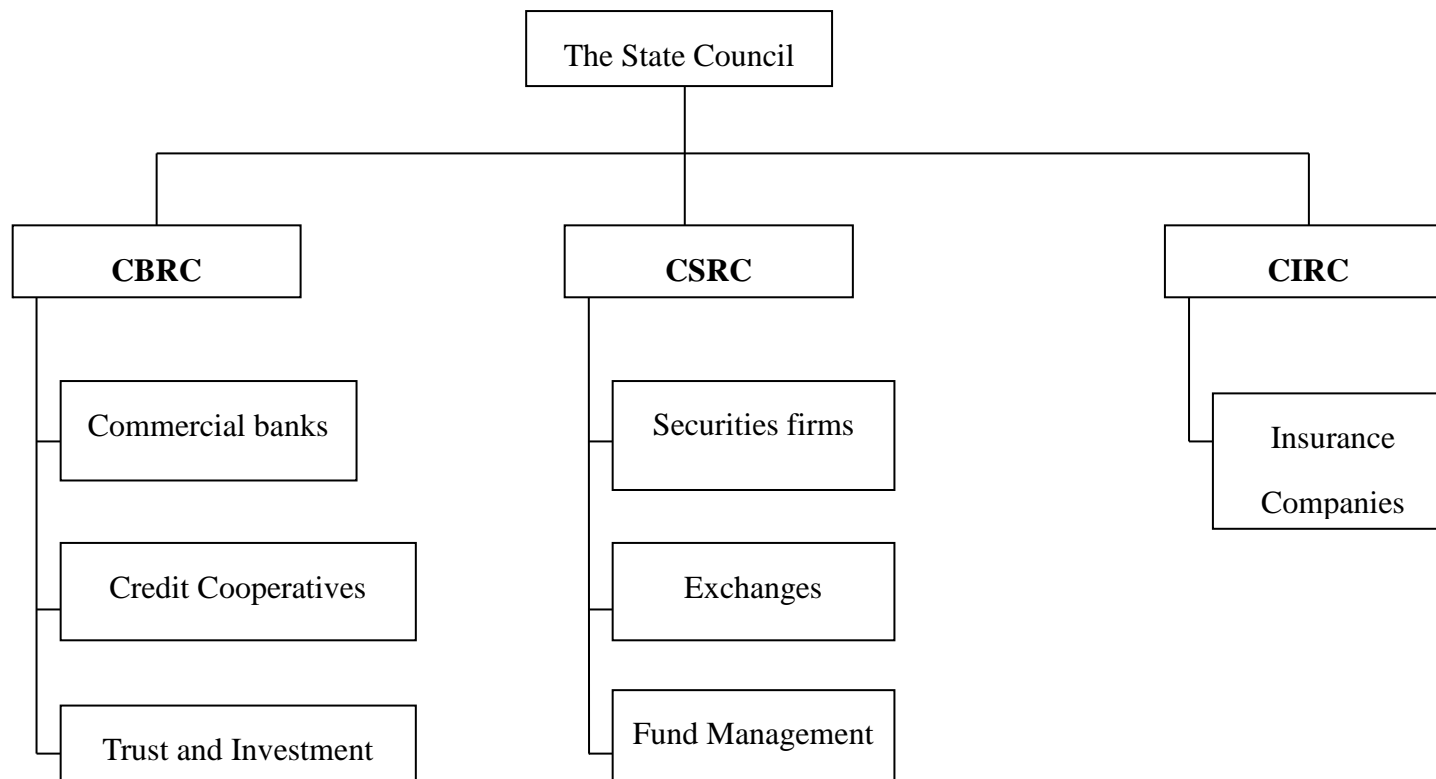 The State Council
CBRC
CSRC
CIRC
Commercial banks
Securities firms
Insurance
Companies
Credit Cooperatives
Exchanges
Trust and Investment
Fund Management